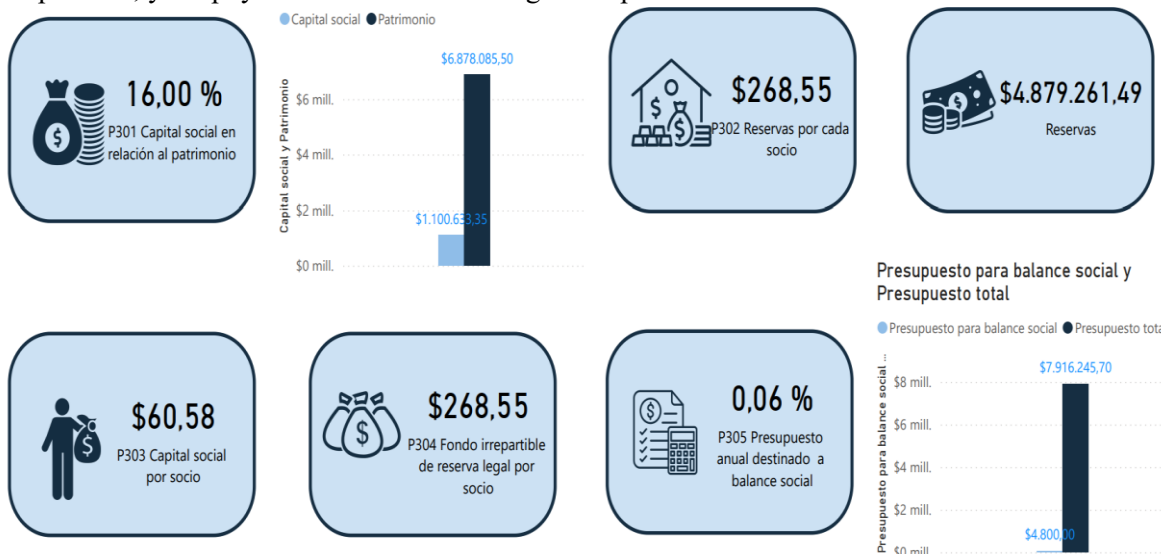 Capital social Patrimonio
16,00 %
P301 Capital social en
relación al patrimonio
Capital social y Patrimonio
$6 mill.
$4 mill.
$2 mill.
$0 mill.
$6.878.085,50
$1.100.633,35
$268,55
P302 Reservas por cada
socio
$4.879.261,49
Reservas
$60,58
P303 Capital social
por socio
$268,55
P304 Fondo irrepartible
de reserva legal por
socio
0,06 %
P305 Presupuesto
anual destinado a
balance social
Presupuesto para balance social y
Presupuesto total
Presupuesto para balance social Presupuesto tota
Presupuesto para balance social ...
$8 mill.
$6 mill.
$4 mill.
$2 mill.
$0 mill.
$7.916.245,70
$4.800,00